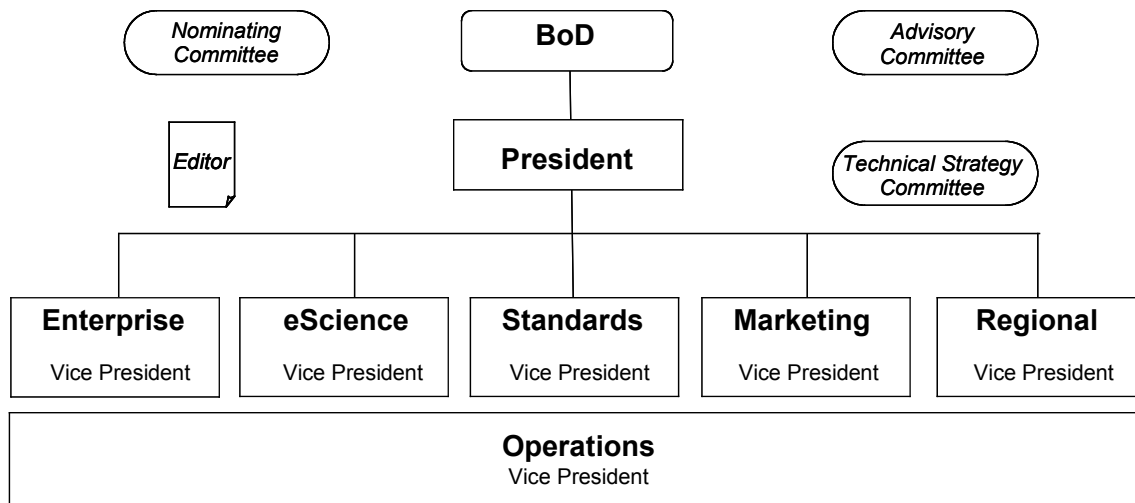 Nominating
Committee
BoD
Advisory
Committee
Editor
President
Technical Strategy
Committee
Enterprise
Vice President
eScience
Vice President
Standards
Vice President
Marketing
Vice President
Regional
Vice President
Operations
Vice President